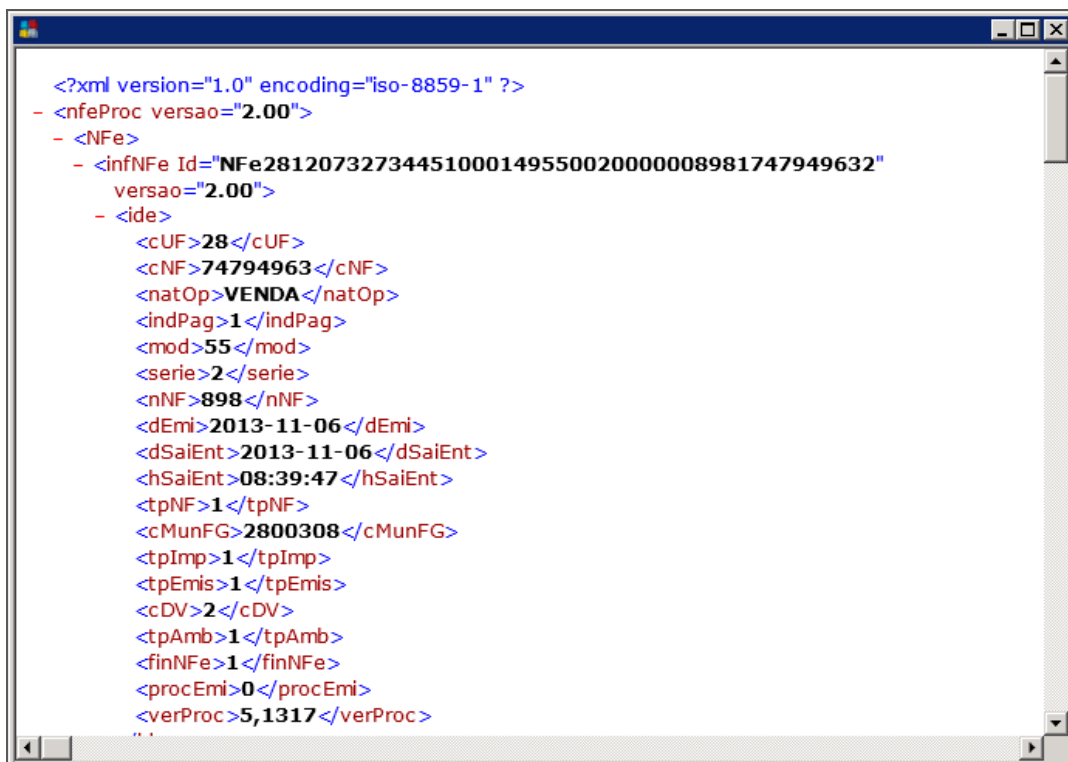 <?xml version="1.0" encoding="iso-8859-1" ?>
- <nfeProc versao="2.00">
- <NFe>
- <infNFe Id="NFe28120732734451000149550020000008981747949632"
versao="2.00">
- <ide>
<cUF>28</cUF>
<cNF>74794963</cNF>
<natOp>VENDA</natOp>
<indPag>1</indPag>
<mod>55</mod>
<serie>2</serie>
<nNF>898</nNF>
<dEmi>2013-11-06</dEmi>
<dSaiEnt>2013-11-06</dSaiEnt>
<hSaiEnt>08:39:47</hSaiEnt>
<tpNF>1</tpNF>
<cMunFG>2800308</cMunFG>
<tpImp>1</tpImp>
<tpEmis>1</tpEmis>
<cDV>2</cDV>
<tpAmb>1</tpAmb>
<finNFe>1</finNFe>
<procEmi>0</procEmi>
<verProc>5,1317</verProc>